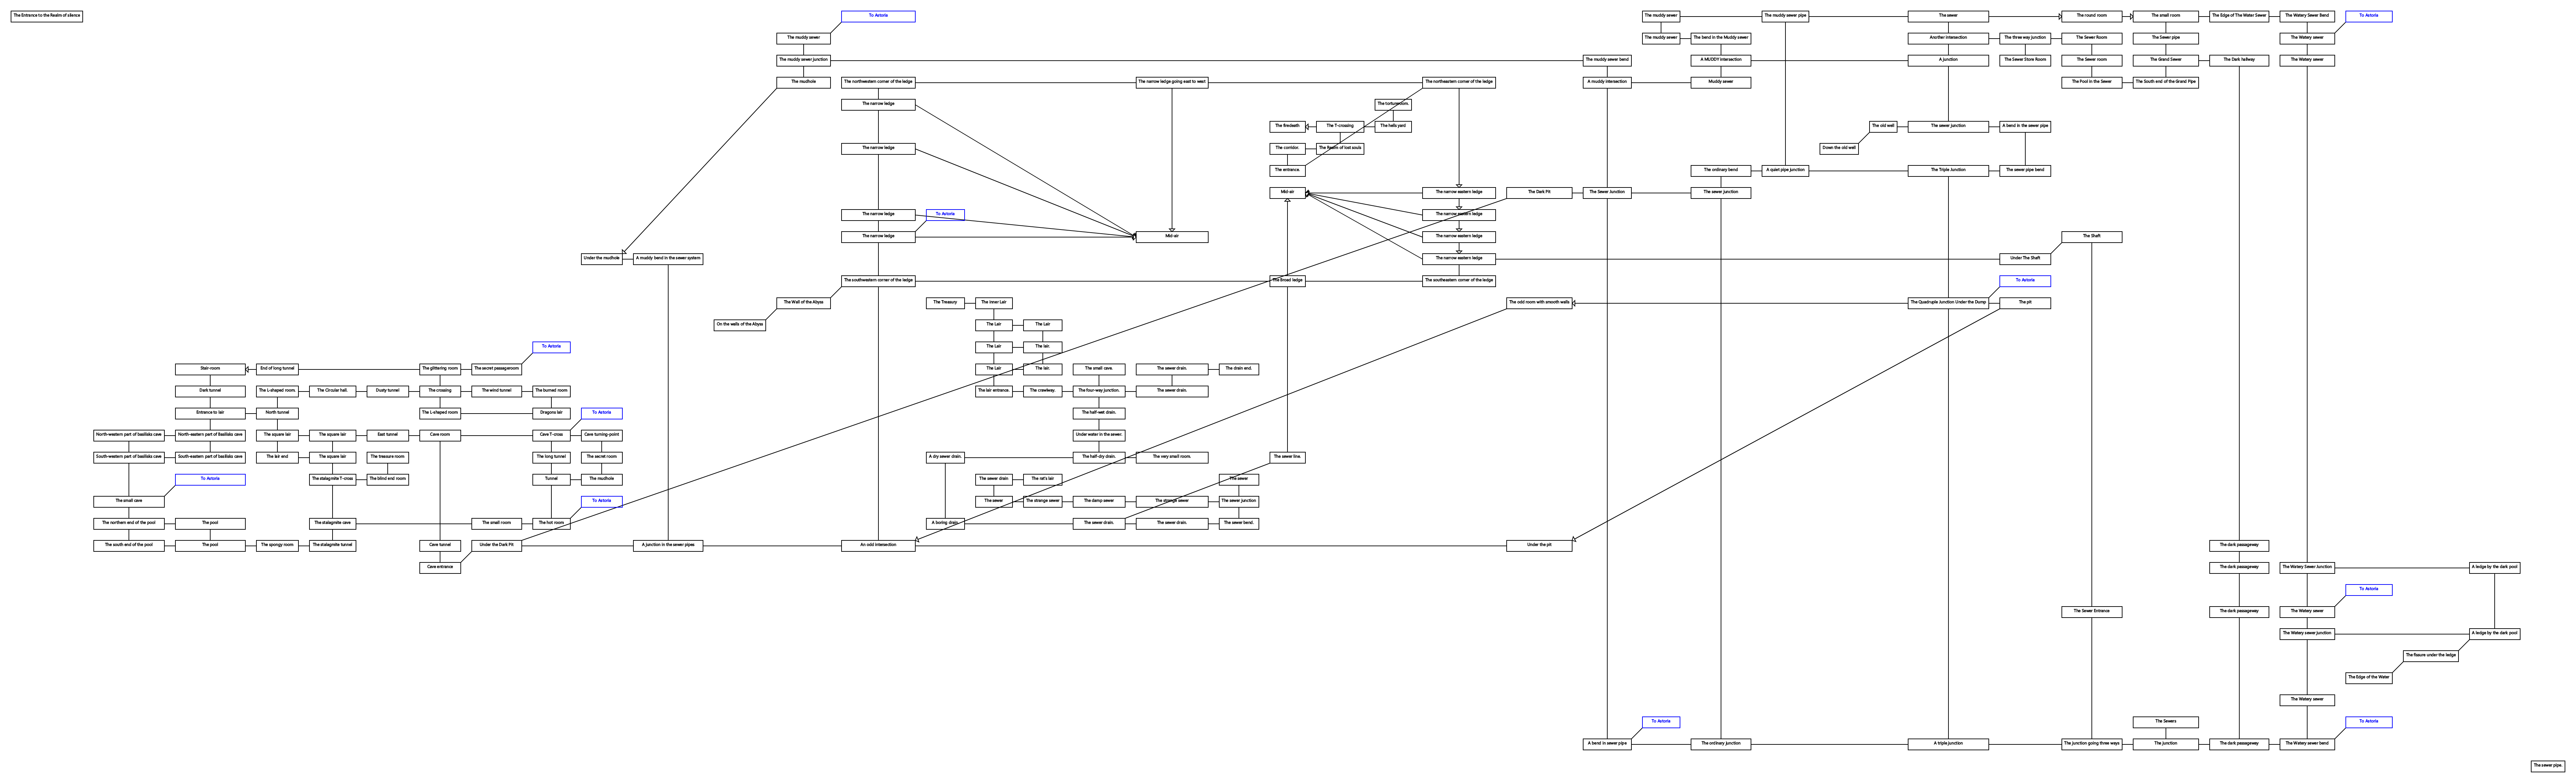 The Entrance to the Realm of silence
To Astoria
The muddy sewer
The muddy sewer pipe
The sewer
The round room
The small room
The Edge of The Water Sewer
The Watery Sewer Bend
To Astoria
The muddy sewer
The muddy sewer
The bend in the Muddy sewer
Another intersection
The three way junction
The Sewer Room
The Sewer pipe
The Watery sewer
The muddy sewer junction
The muddy sewer bend
A MUDDY intersection
A junction
The Sewer Store Room
The Sewer room
The Grand Sewer
The Dark hallway
The Watery sewer
The mudhole
The northwestern corner of the ledge
The narrow ledge going east to west
The northeastern corner of the ledge
A muddy intersection
Muddy sewer
The Pool in the Sewer
The South end of the Grand Pipe
The narrow ledge
The tortureroom.
The firedeath
The T-crossing
The hells yard
The old well
The sewer junction
A bend in the sewer pipe
The narrow ledge
The corridor.
The Realm of lost souls
Down the old well
The entrance.
The ordinary bend
A quiet pipe junction
The Triple Junction
The sewer pipe bend
Mid-air
The narrow eastern ledge
The Dark Pit
The Sewer Junction
The sewer junction
The narrow ledge
To Astoria
The narrow eastern ledge
The narrow ledge
Mid-air
The narrow eastern ledge
The Shaft
Under the mudhole
A muddy bend in the sewer system
The narrow eastern ledge
Under The Shaft
The southwestern corner of the ledge
The Broad ledge
The southeastern corner of the ledge
To Astoria
The Wall of the Abyss
The Treasury
The inner Lair
The odd room with smooth walls
The Quadruple Junction Under the Dump
The pit
On the walls of the Abyss
The Lair
The Lair
To Astoria
The Lair
The lair.
Stair-room
End of long tunnel
The glittering room
The secret passageroom
The Lair
The lair.
The small cave.
The sewer drain.
The drain end.
Dark tunnel
The L-shaped room.
The Circular hall.
Dusty tunnel
The crossing
The wind tunnel
The burned room
The lair entrance.
The crawlway.
The four-way junction.
The sewer drain.
Entrance to lair
North tunnel
The L-shaped room
Dragons lair
To Astoria
The half-wet drain.
North-western part of basilisks cave
North-eastern part of Basilisks cave
The square lair
The square lair
East tunnel
Cave room
Cave T-cross
Cave turning-point
Under water in the sewer.
South-western part of basilisks cave
South-eastern part of basilisks cave
The lair end
The square lair
The treasure room
The long tunnel
The secret room
A dry sewer drain.
The half-dry drain.
The very small room.
The sewer line.
To Astoria
The stalagmite T-cross
The blind end room
Tunnel
The mudhole
The sewer drain
The rat's lair
The sewer
The small cave
To Astoria
The sewer
The strange sewer
The damp sewer
The strange sewer
The sewer junction
The northern end of the pool
The pool
The stalagmite cave
The small room
The hot room
A boring drain.
The sewer drain.
The sewer drain.
The sewer bend.
The south end of the pool
The pool
The spongy room
The stalagmite tunnel
Cave tunnel
Under the Dark Pit
A junction in the sewer pipes
An odd intersection
Under the pit
The dark passageway
Cave entrance
The dark passageway
The Watery Sewer Junction
A ledge by the dark pool
To Astoria
The Sewer Entrance
The dark passageway
The Watery sewer
The Watery sewer junction
A ledge by the dark pool
The fissure under the ledge
The Edge of the Water
The Watery sewer
To Astoria
The Sewers
To Astoria
A bend in sewer pipe
The ordinary junction
A triple junction
The junction going three ways
The junction
The dark passageway
The Watery sewer bend
The sewer pipe.